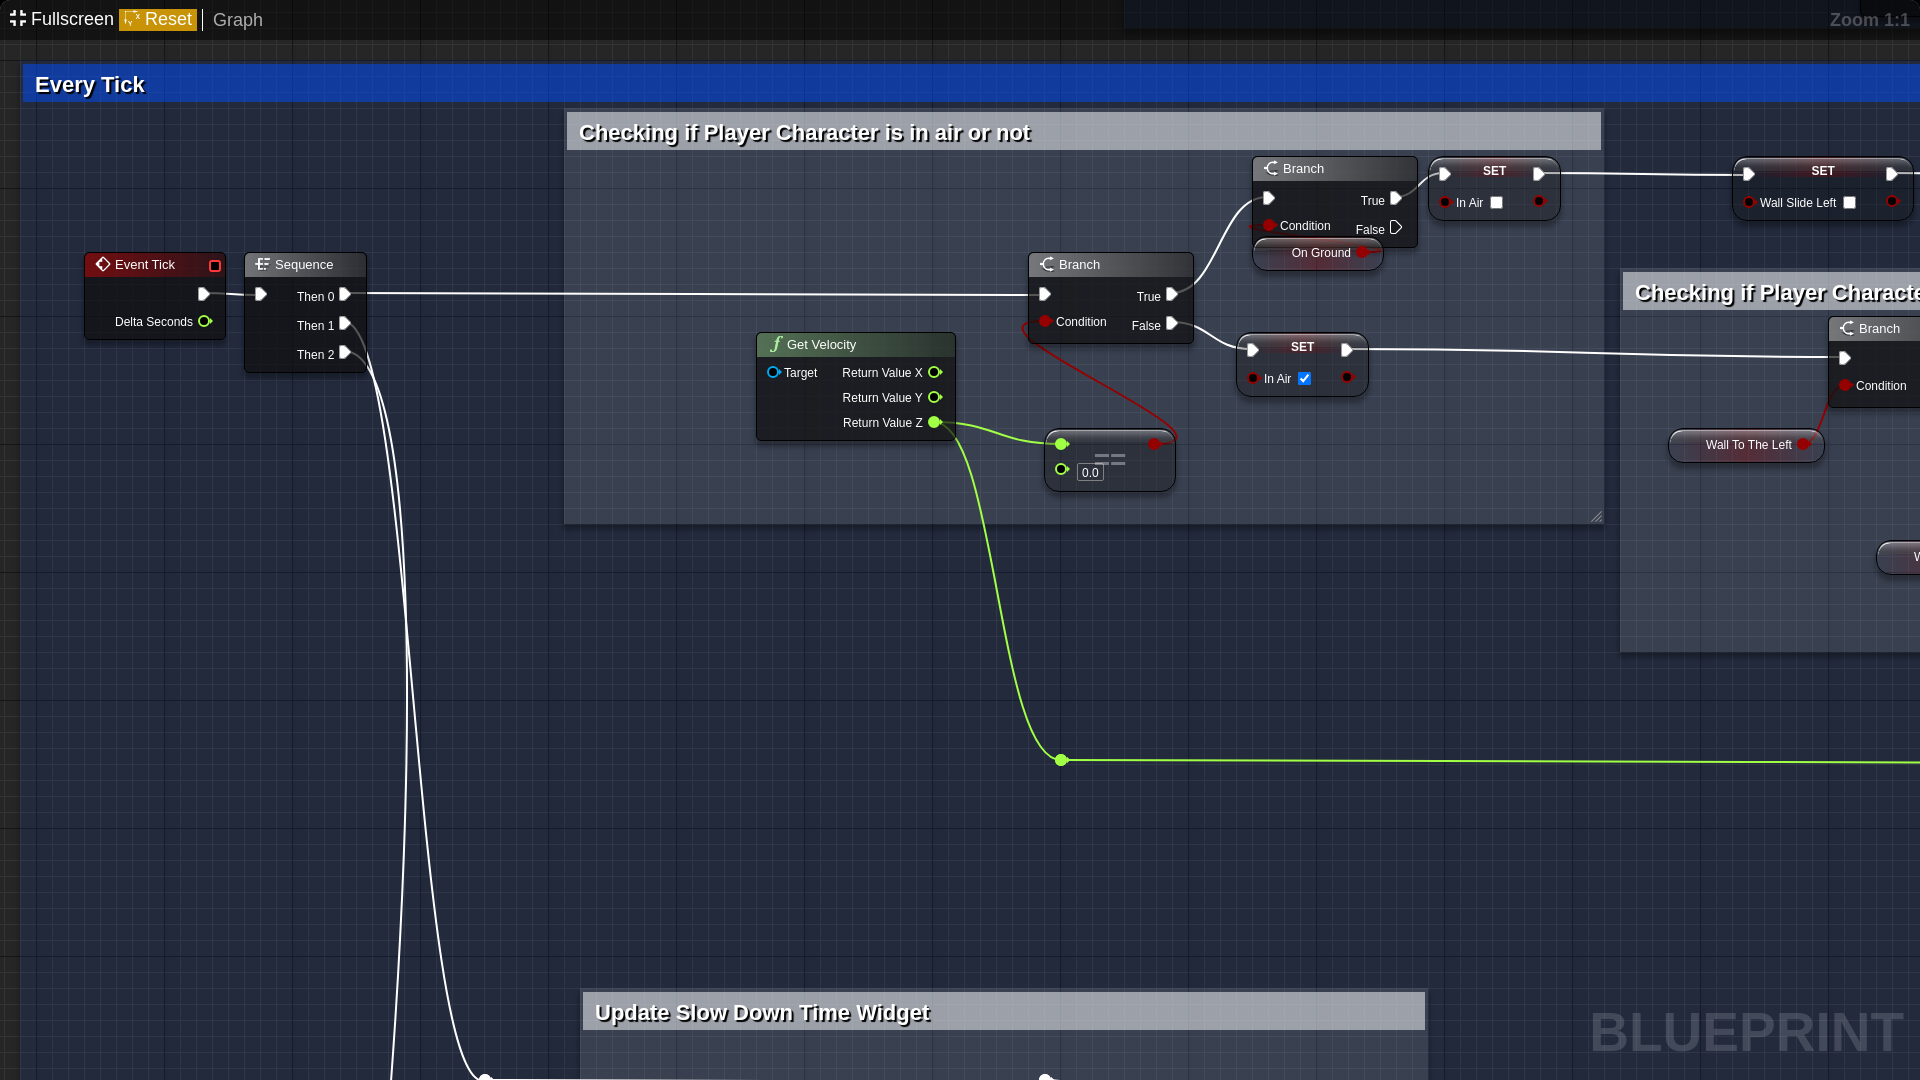 Fullscreen Reset Graph
Zoom 1:1
Every Tick
Checking if Player Character is in air or not
Branch
True
Condition
False
On Ground
SET
In Air
SET
Wall Slide Left
Event Tick
Delta Seconds
Sequence
Then 0
Then 1
Then 2
Branch
True
Condition
False
Get Velocity
Target
Return Value X
Return Value Y
Return Value Z
SET
In Air
==
0.0
Checking if Player Characte
Branch
Condition
Wall To The Left
W
Update Slow Down Time Widget
BLUEPRINT